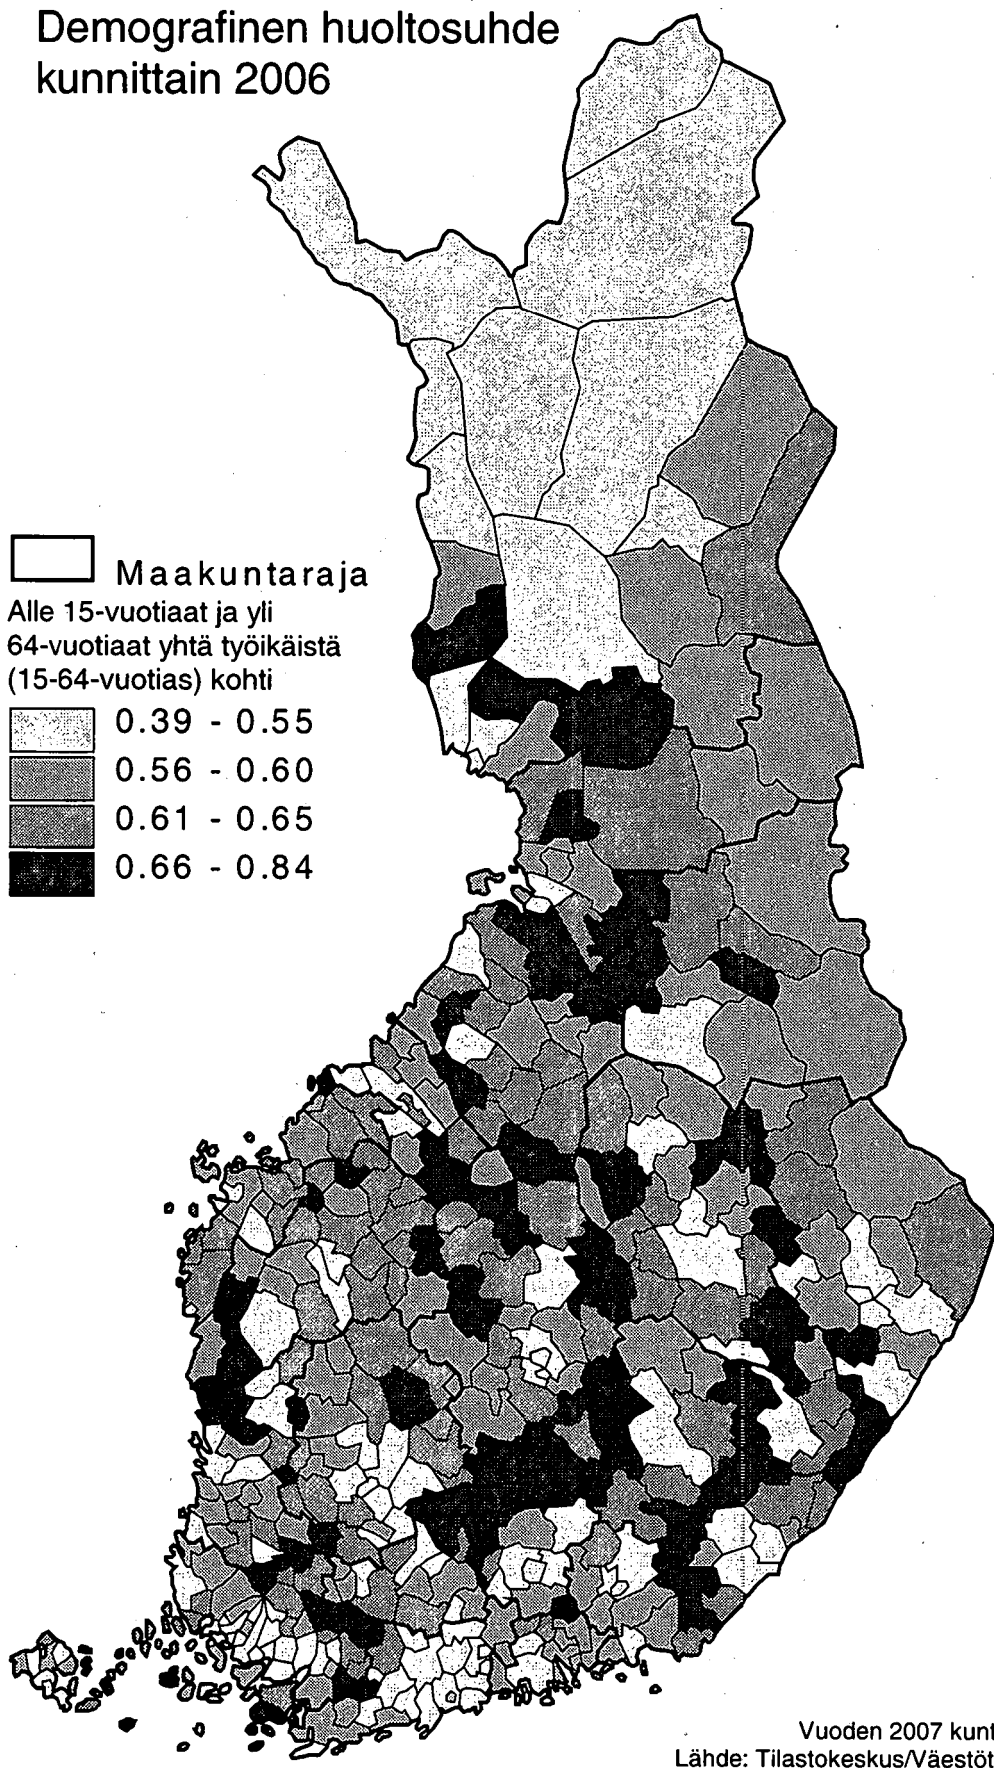 Demografinen huoltosuhde
kunnittain 2006
Maakuntaraja
Alle 15-vuotiaat ja yli
64-vuotiaat yhtä työikäistä
(15-64-vuotias) kohti
0.39 - 0.55
0.56 - 0.60
0.61 - 0.65
0.66 - 0.84
Vuoden 2007 kunt
Lähde: Tilastokeskus/Väestöt